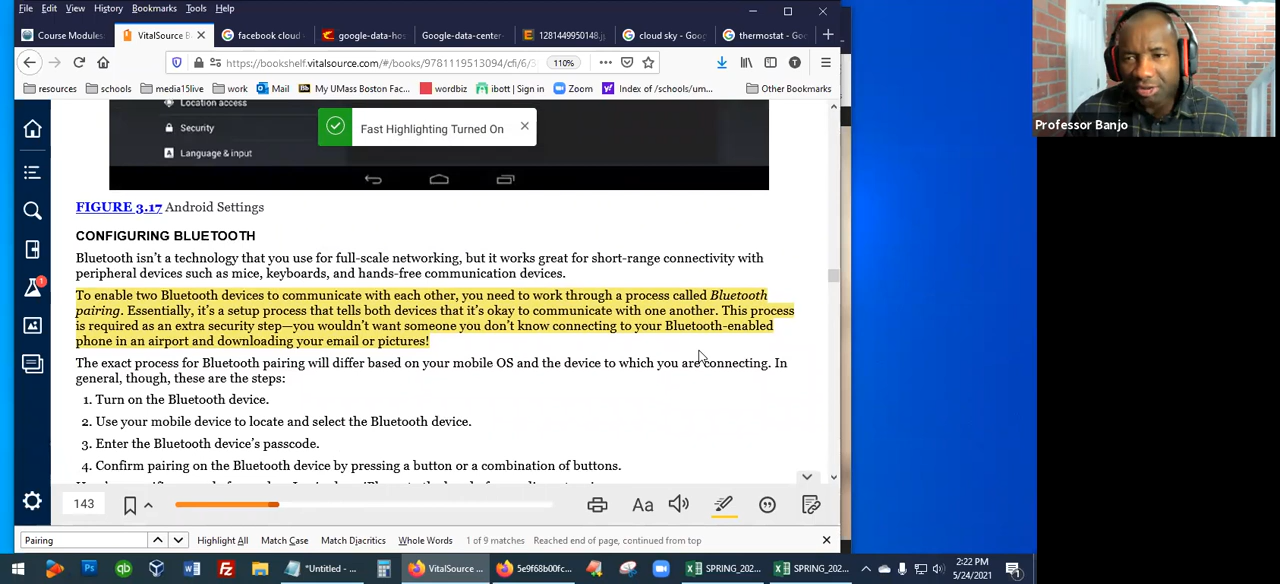 File Edit View History Bookmarks Tools Help
Course Modules:
VitalSource B
facebook cloud
google-data-hos
Google-data-center-
1281449950148.j
cloud sky - Goog
thermostat - Goo
https://bookshelf.vitalsource.com/#/books/9781119513094/cfi/6/3
110%
resources
schools
media15live
work
Mail
My UMass Boston Fac...
wordbiz
ibott | Sign in
Zoom
Index of /schools/um...
Other Bookmarks
Professor Banjo
Location access
Security
Language & input
Fast Highlighting Turned On
FIGURE 3.17 Android Settings
CONFIGURING BLUETOOTH
Bluetooth isn’t a technology that you use for full-scale networking, but it works great for short-range connectivity with
peripheral devices such as mice, keyboards, and hands-free communication devices.
To enable two Bluetooth devices to communicate with each other, you need to work through a process called Bluetooth
pairing. Essentially, it’s a setup process that tells both devices that it’s okay to communicate with one another. This process
is required as an extra security step—you wouldn’t want someone you don’t know connecting to your Bluetooth-enabled
phone in an airport and downloading your email or pictures!
The exact process for Bluetooth pairing will differ based on your mobile OS and the device to which you are connecting. In
general, though, these are the steps:
1. Turn on the Bluetooth device.
2. Use your mobile device to locate and select the Bluetooth device.
3. Enter the Bluetooth device’s passcode.
4. Confirm pairing on the Bluetooth device by pressing a button or a combination of buttons.
1
143
Aa
Pairing
Highlight All
Match Case
Match Diacritics
Whole Words
1 of 9 matches
Reached end of page, continued from top
*Untitled - ...
VitalSource ...
5e9f68b00fc...
SPRING_202...
SPRING_202...
2:22 PM
5/24/2021